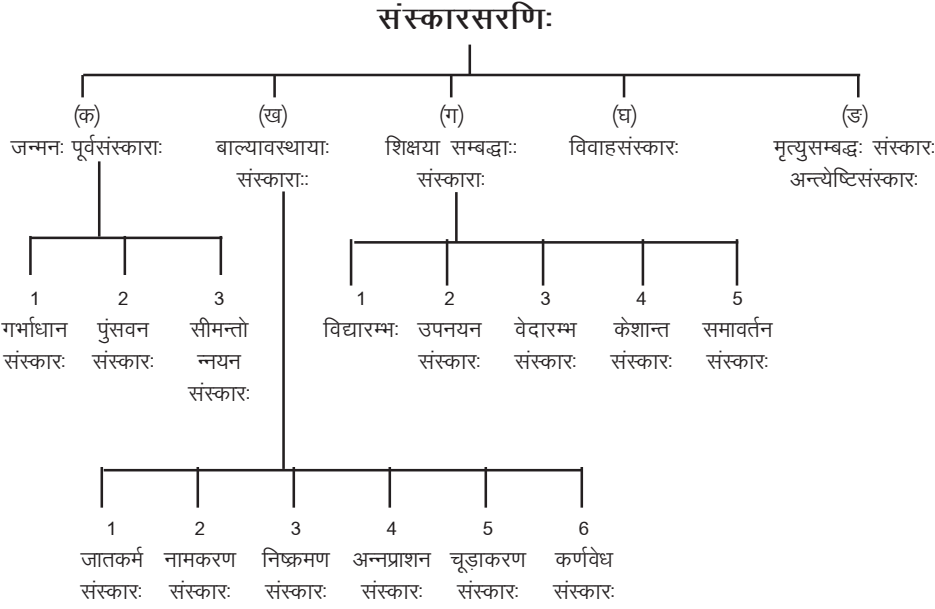 संस्कारसरणिः
(क) (ख) (ग) (घ) (ङ)
जन्मनः पूर्वसंस्काराः बाल्यावस्थायाः शिक्षया सम्बद्धाः: विवाहसंस्कारः मृत्युसम्बद्धः संस्कारः
संस्काराः: संस्काराः अन्त्येष्टिसंस्कारः
1 2 3 1 2 3 4 5
गर्भाधान पुंसवन सीमन्तो विद्यारम्भः उपनयन वेदारम्भ केशान्त समावर्तन
संस्कारः संस्कारः न्नयन संस्कारः संस्कारः संस्कारः संस्कारः
संस्कारः
1 2 3 4 5 6
जातकर्म नामकरण निष्क्रमण अन्नप्राशन चूड़ाकरण कर्णवेध
संस्कारः संस्कारः संस्कारः संस्कारः संस्कारः संस्कारः